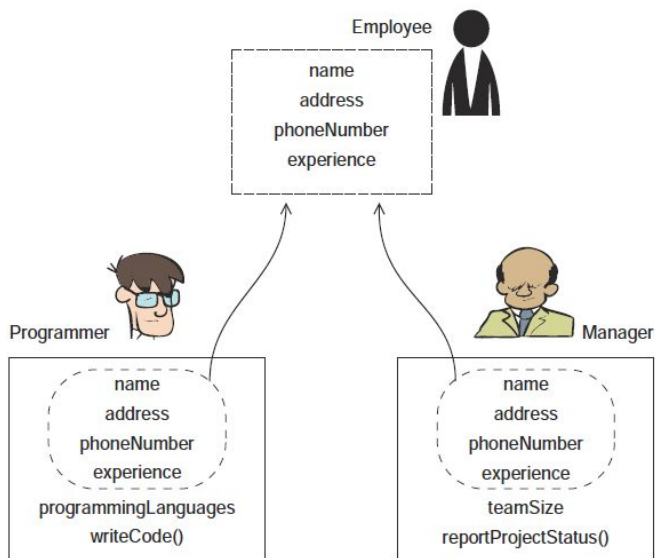 Employee
name
address
phoneNumber
experience
Programmer
name
address
phoneNumber
experience
programmingLanguages
writeCode()
Manager
name
address
phoneNumber
experience
teamSize
reportProjectStatus()